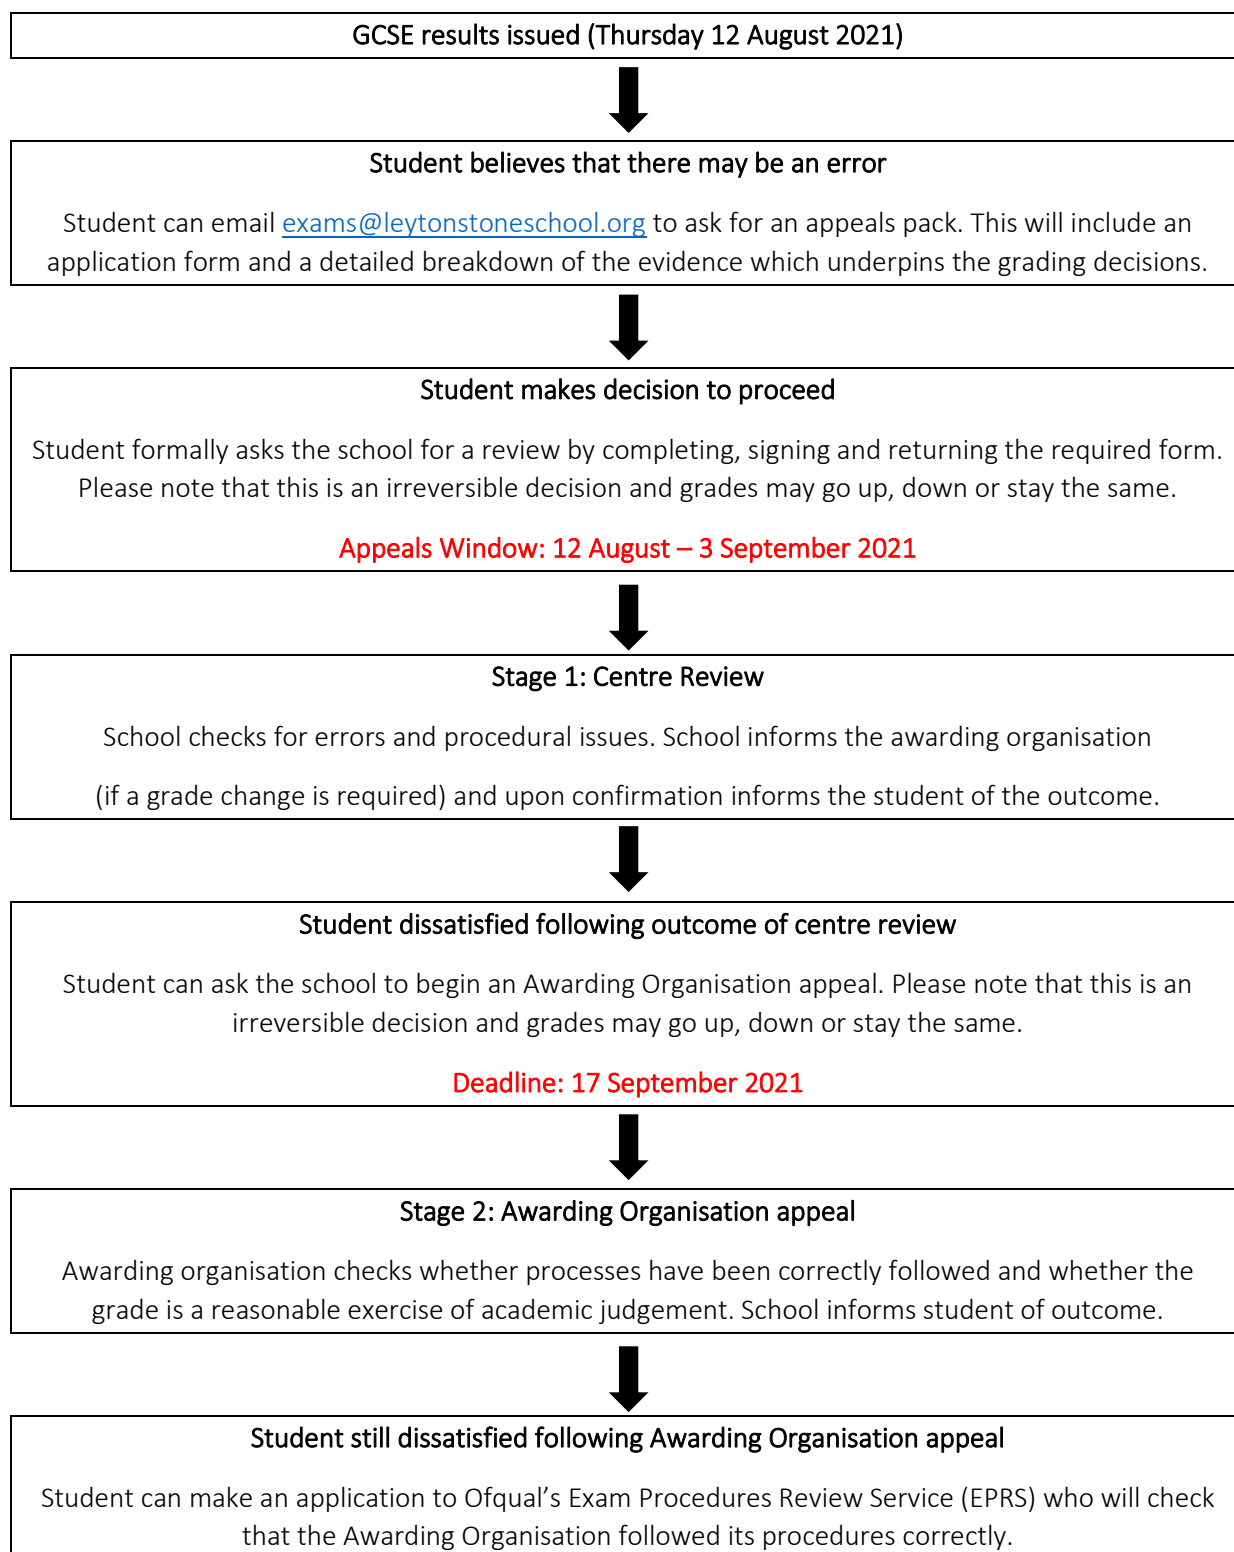 GCSE results issued (Thursday 12 August 2021)
Student believes that there may be an error
Student can email exams@leytonstoneschool.org to ask for an appeals pack. This will include an
application form and a detailed breakdown of the evidence which underpins the grading decisions.
Student makes decision to proceed
Student formally asks the school for a review by completing, signing and returning the required form.
Please note that this is an irreversible decision and grades may go up, down or stay the same.
Appeals Window: 12 August – 3 September 2021
Stage 1: Centre Review
School checks for errors and procedural issues. School informs the awarding organisation
(if a grade change is required) and upon confirmation informs the student of the outcome.
Student dissatisfied following outcome of centre review
Student can ask the school to begin an Awarding Organisation appeal. Please note that this is an
irreversible decision and grades may go up, down or stay the same.
Deadline: 17 September 2021
Stage 2: Awarding Organisation appeal
Awarding organisation checks whether processes have been correctly followed and whether the
grade is a reasonable exercise of academic judgement. School informs student of outcome.
Student still dissatisfied following Awarding Organisation appeal
Student can make an application to Ofqual’s Exam Procedures Review Service (EPRS) who will check
that the Awarding Organisation followed its procedures correctly.